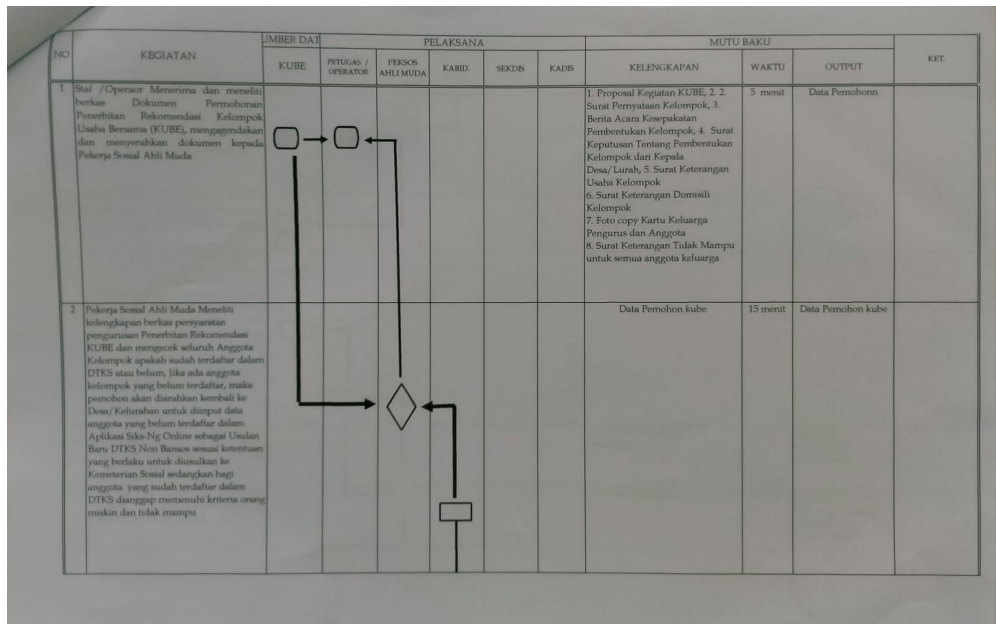 NO
KEGIATAN
UMBER DAT
PELAKSANA
MUTU BAKU
KET.
KUBE
PETUGAS /
OPERATOR
PEKSOS
AHLI MUDA
KABID.
SEKDIS
KADIS
KELENGKAPAN
WAKTU
OUTPUT
1
Staf /Operaor Menerima dan meneliti
berkas Dokumen Permohonan
Penerbitan Rekomendasi Kelompok
Usaha Bersama (KUBE), mengagendakan
dan menyerahkan dokumen kepada
Pekerja Sosial Ahli Muda
1. Proposal Kegiatan KUBE, 2. 2.
Surat Pernyataan Kelompok, 3.
Berita Acara Kesepakatan
Pembentukan Kelompok, 4. Surat
Keputusan Tentang Pembentukan
Kelompok dari Kepala
Desa/Lurah, 5. Surat Keterangan
Usaha Kelompok
6. Surat Keterangan Domisili
Kelompok
7. Foto copy Kartu Keluarga
Pengurus dan Anggota
8. Surat Keterangan Tidak Mampu
untuk semua anggota keluarga
5 menit
Data Pemohonn
2
Pekerja Sosial Ahli Muda Meneliti
kelengkapan berkas persyaratan
pengurusan Penerbitan Rekomendasi
KUBE dan mengecek seluruh Anggota
Kelompok apakah sudah terdaftar dalam
DTKS atau belum, Jika ada anggota
kelompok yang belum terdaftar, maka
pemohon akan diarahkan kembali ke
Desa/Kelurahan untuk diinput data
anggota yang belum terdaftar dalam
Aplikasi Siks-Ng Online sebagai Usulan
Baru DTKS Non Bansos sesuai ketentuan
yang berlaku untuk diusulkan ke
Kemeterian Sosial sedangkan bagi
anggota yang sudah terdaftar dalam
DTKS dianggap memenuhi kriteria orang
miskin dan tidak mampu
Data Pemohon kube
15 menit
Data Pemohon kube